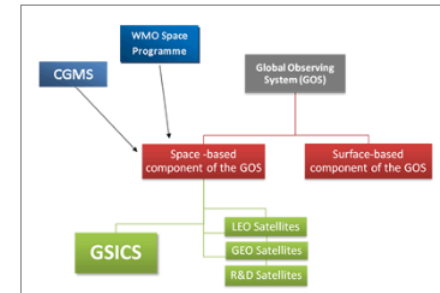 WMO Space
Programme
CGMS
Global Observing
System (GOS)
Space -based
component of the GOS
Surface-based
component of the GOS
GSICS
LEO Satellites
GEO Satellites
R&D Satellites